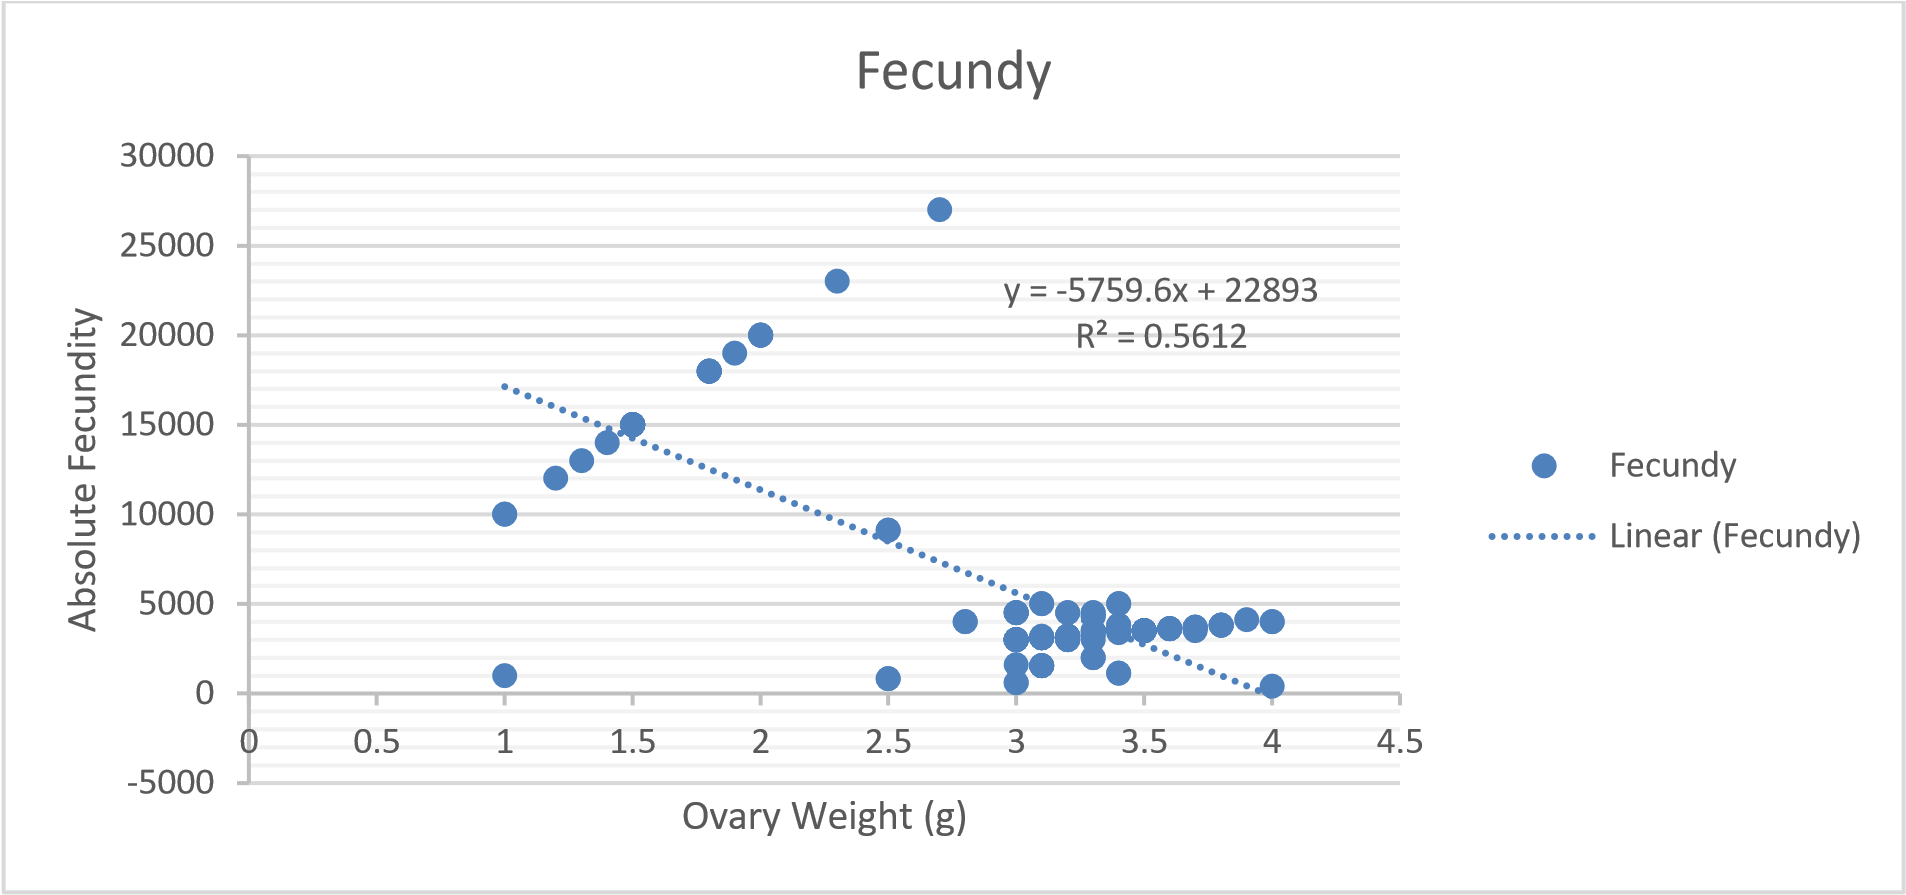 Fecundy
30000
25000
20000
15000
10000
5000
0
-5000
Absolute Fecundity
y = -5759.6x + 22893
R² = 0.5612
0 0.5 1 1.5 2 2.5 3 3.5 4 4.5
Ovary Weight (g)
Fecundy
Linear (Fecundy)